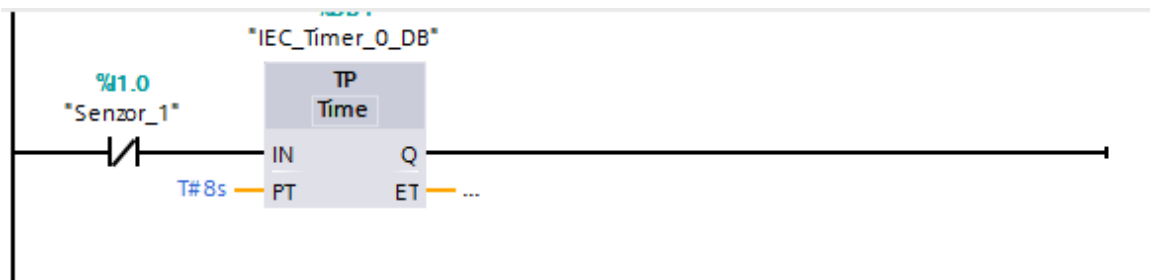 "IEC_Timer_0_DB"
%I1.0
"Senzor_1"
TP
Time
IN Q
T#8s PT ET ...